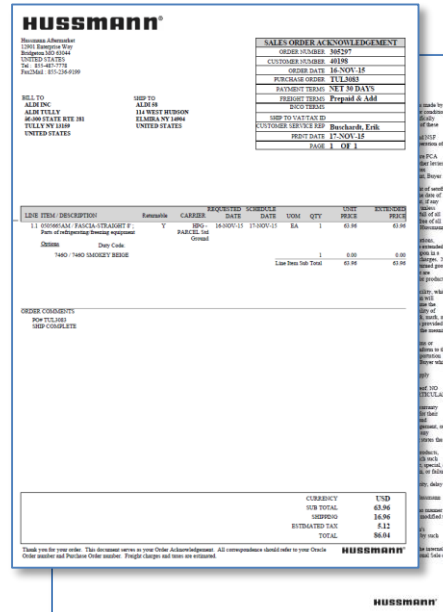 HUSSMANN®
Hussmann Aftermarket
12901 Enterprise Way
Bridgeton MO 63044
UNITED STATES
Tel : 855-487-7778
Fax2Mail : 855-236-9199
SALES ORDER ACKNOWLEDGEMENT
ORDER NUMBER 305297
CUSTOMER NUMBER 40198
ORDER DATE 16-NOV-15
PURCHASE ORDER TUL3083
PAYMENT TERMS NET 30 DAYS
FREIGHT TERMS Prepaid & Add
INCO TERMS
SHIP TO VAT/TAX ID
CUSTOMER SERVICE REP Buschardt, Erik
PRINT DATE 17-NOV-15
PAGE 1 OF 1
BILL TO
ALDI INC
ALDI TULLY
STATE RTE 281
TULLY NY 13159
UNITED STATES
SHIP TO
ALDI 98
114 WEST HUDSON
ELMIRA NY 14904
UNITED STATES
LINE ITEM / DESCRIPTION Returnable CARRIER REQUESTED DATE SCHEDULE DATE UOM QTY UNIT PRICE EXTENDED PRICE
1.1 0505965AM / FASCIA-STRAIGHT 8' ; Y HPG - 16-NOV-15 17-NOV-15 EA 1 63.96 63.96
Parts of refrigerating/freezing equipment PARCEL Std
Ground
Options Duty Code:
746O / 746O SMOKEY BEIGE 1 0.00 0.00
Line Item Sub Total 63.96 63.96
ORDER COMMENTS
PO# TUL3083
SHIP COMPLETE
CURRENCY USD
SUB TOTAL 63.96
SHIPPING 16.96
ESTIMATED TAX 5.12
TOTAL 86.04
Thank you for your order. This document serves as your Order Acknowledgement. All correspondence should refer to your Oracle
Order number and Purchase Order number. Freight charges and taxes are estimated.
HUSSMANN®
HUSSMANN®